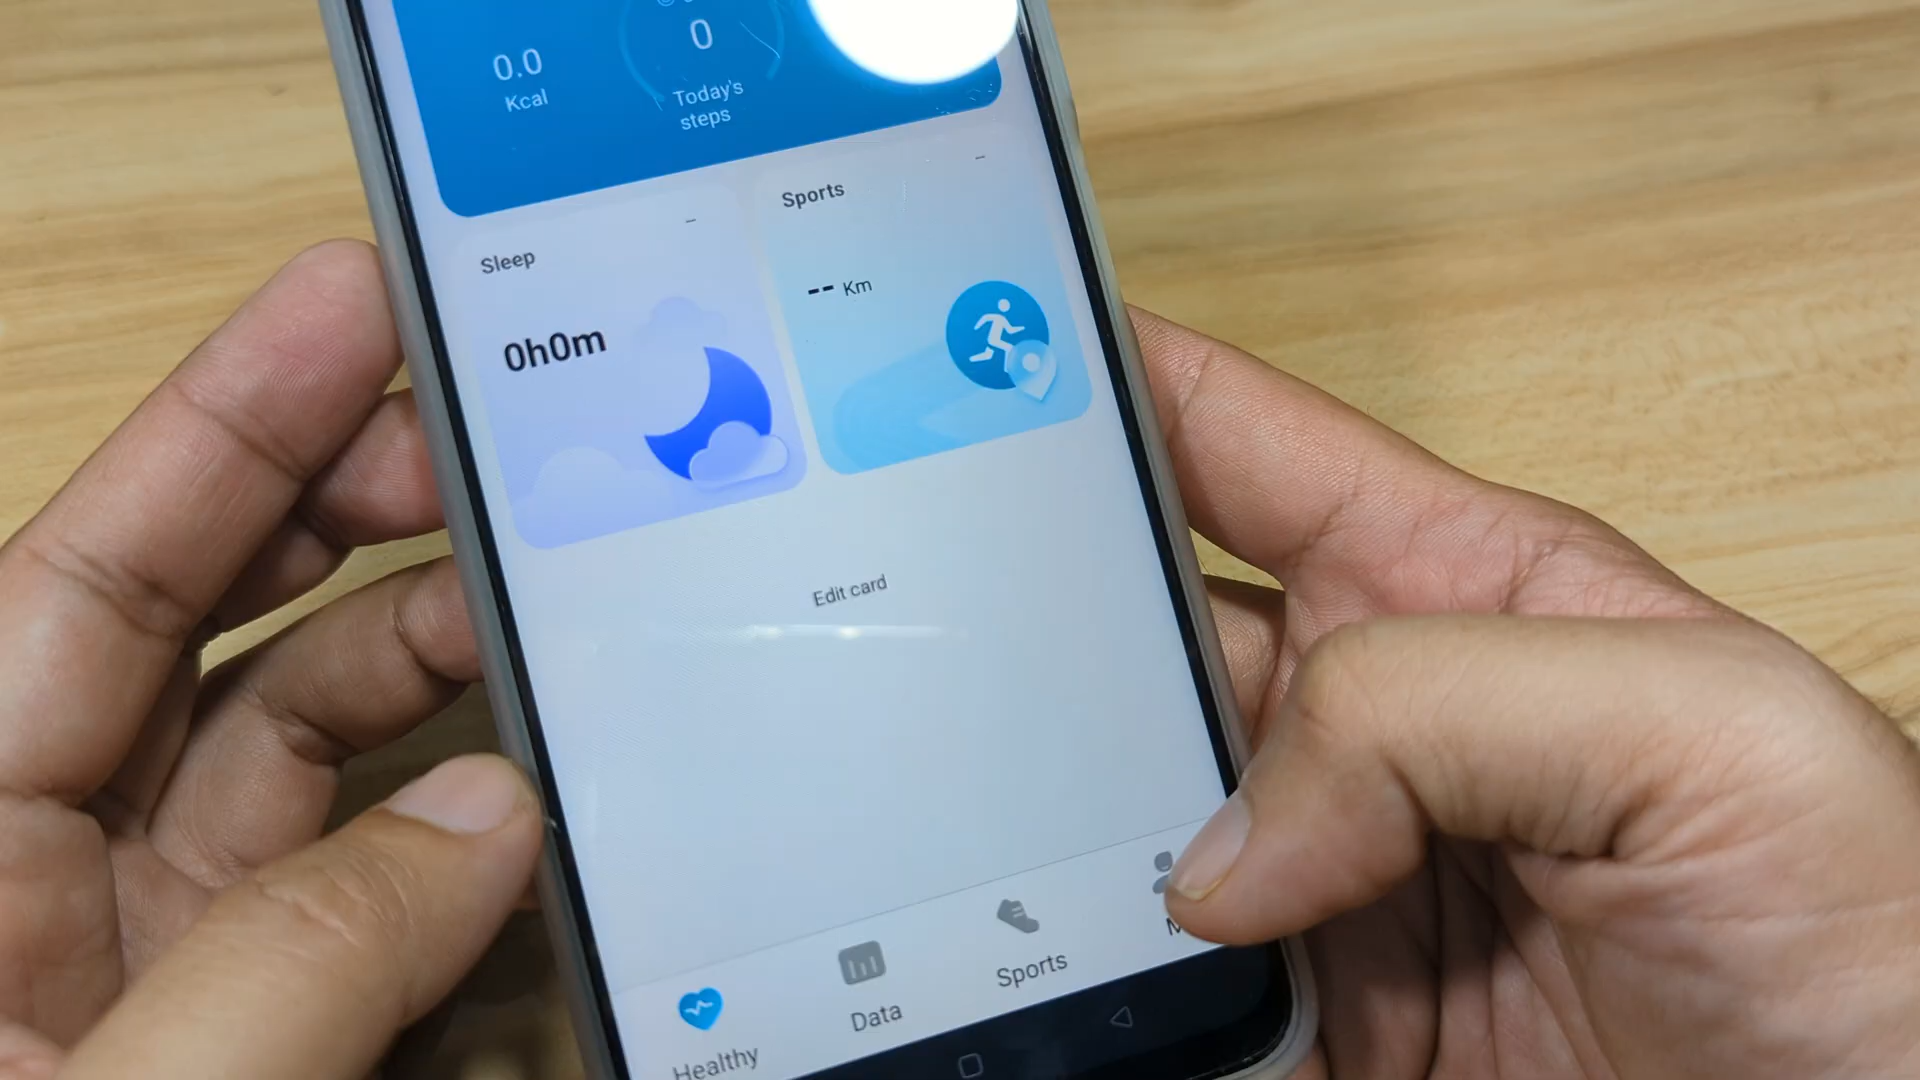 0
0.0
Kcal
Today's
steps
Sleep
0h0m
Sports
-- Km
Edit card
Healthy
Data
Sports